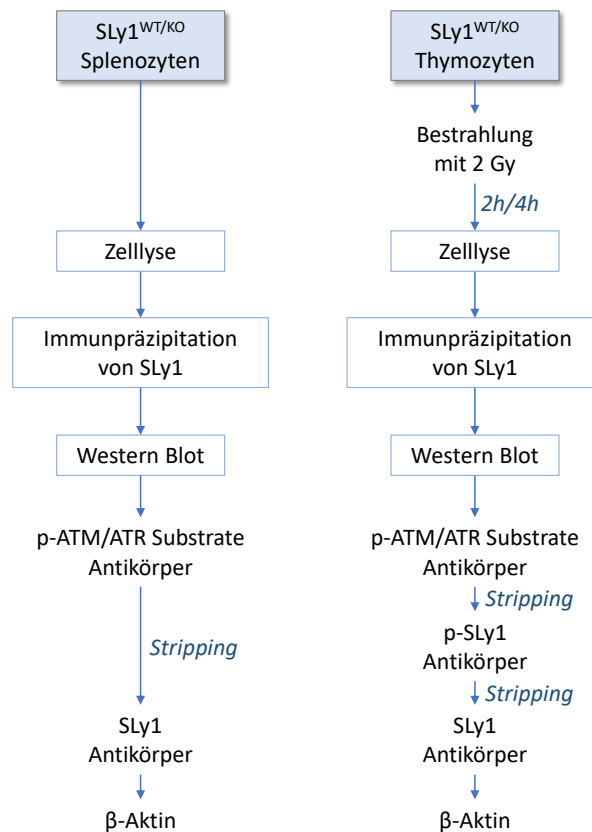 SLy1WT/KO
Splenozyten
Zelllyse
Immunpräzipitation
von SLy1
Western Blot
p-ATM/ATR Substrate
Antikörper
Stripping
SLy1
Antikörper
β-Aktin
SLy1WT/KO
Thymozyten
Bestrahlung
mit 2 Gy
2h/4h
Zelllyse
Immunpräzipitation
von SLy1
Western Blot
p-ATM/ATR Substrate
Antikörper
Stripping
p-SLy1
Antikörper
Stripping
SLy1
Antikörper
β-Aktin